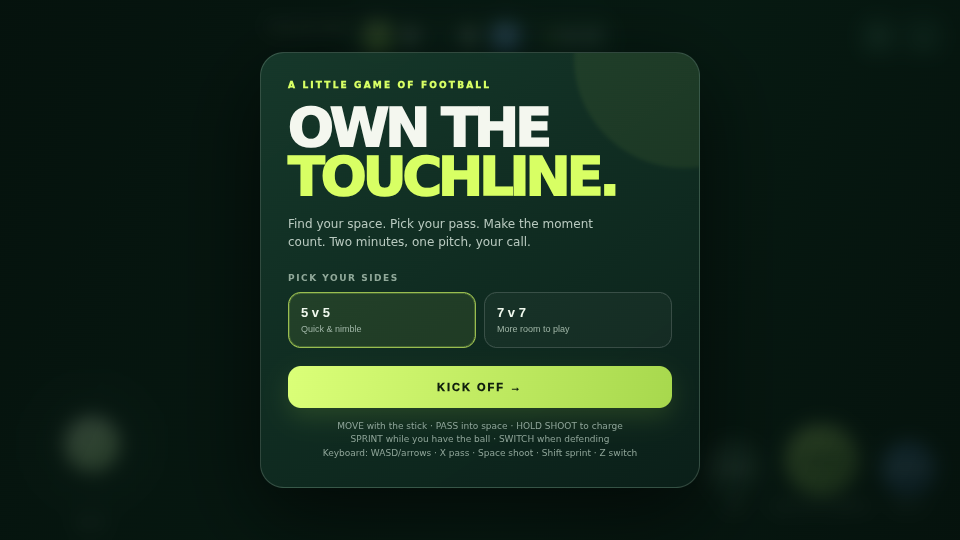 A LITTLE GAME OF FOOTBALL
OWN THE
TOUCHLINE.
Find your space. Pick your pass. Make the moment
count. Two minutes, one pitch, your call.
PICK YOUR SIDES
5 v 5
Quick & nimble
7 v 7
More room to play
KICK OFF →
MOVE with the stick · PASS into space · HOLD SHOOT to charge
SPRINT while you have the ball · SWITCH when defending
Keyboard: WASD/arrows · X pass · Space shoot · Shift sprint · Z switch